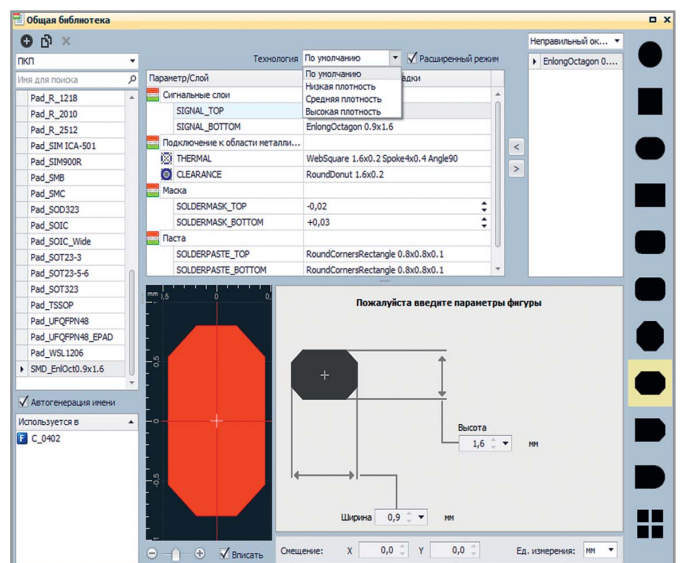 Общая библиотека
Технология По умолчанию Расширенный режим
Неправильный ок...
EnlongOctagon 0....
ПКП
Имя для поиска
Pad_R_1218
Pad_R_2010
Pad_R_2512
Pad_SIM ICA-501
Pad_SIM900R
Pad_SMB
Pad_SMC
Pad_SOD323
Pad_SOIC
Pad_SOIC_Wide
Pad_SOT23-3
Pad_SOT23-5-6
Pad_SOT323
Pad_TSSOP
Pad_UFQFPN48
Pad_UFQFPN48_EPAD
Pad_WSL1206
SMD_EnlOct0.9x1.6
Автогенерация имени
Используется в
F C_0402
Параметр/Слой
По умолчанию
Низкая плотность
Средняя плотность
Высокая плотность
Сигнальные слои
SIGNAL_TOP
SIGNAL_BOTTOM EnlongOctagon 0.9x1.6
Подключение к области металли...
THERMAL WebSquare 1.6x0.2 Spoke4x0.4 Angle90
CLEARANCE RoundDonut 1.6x0.2
Маска
SOLDERMASK_TOP -0,02
SOLDERMASK_BOTTOM +0,03
Паста
SOLDERPASTE_TOP RoundCornersRectangle 0.8x0.8x0.1
SOLDERPASTE_BOTTOM RoundCornersRectangle 0.8x0.8x0.1
mm
0
0
Вписать
Пожалуйста введите параметры фигуры
Высота
1,6 мм
Ширина 0,9 мм
Смещение: X 0,0 Y 0,0 Ед. измерения: мм